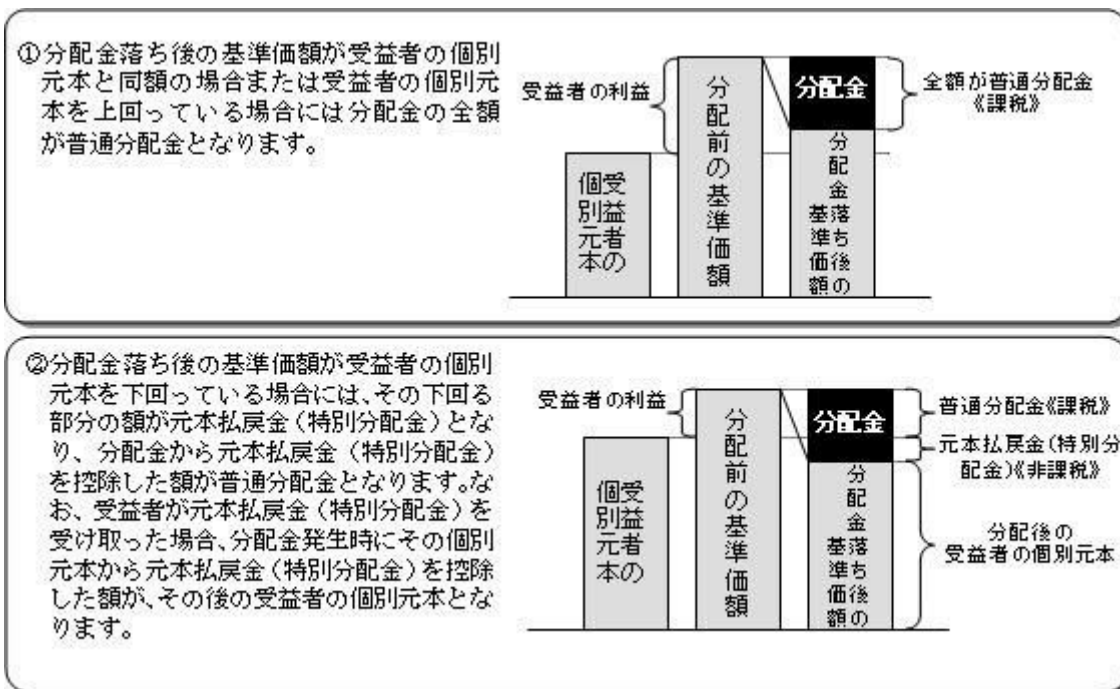 ①分配金落ち後の基準価額が受益者の個別
元本と同額の場合または受益者の個別元
本を上回っている場合には分配金の全額
が普通分配金となります。
受益者の利益
受益者の
個別元本
分配前の基準価額
分配金
分配金落ち後の
基準価額
全額が普通分配金
《課税》
②分配金落ち後の基準価額が受益者の個別
元本を下回っている場合には、その下回る
部分の額が元本払戻金(特別分配金)とな
り、分配金から元本払戻金(特別分配金)
を控除した額が普通分配金となります。な
お、受益者が元本払戻金(特別分配金)を
受け取った場合、分配金発生時にその個別
元本から元本払戻金(特別分配金)を控除
した額が、その後の受益者の個別元本とな
ります。
受益者の利益
受益者の
個別元本
分配前の基準価額
分配金
分配金落ち後の
基準価額
普通分配金《課税》
元本払戻金(特別分
配金)《非課税》
分配後の
受益者の個別元本